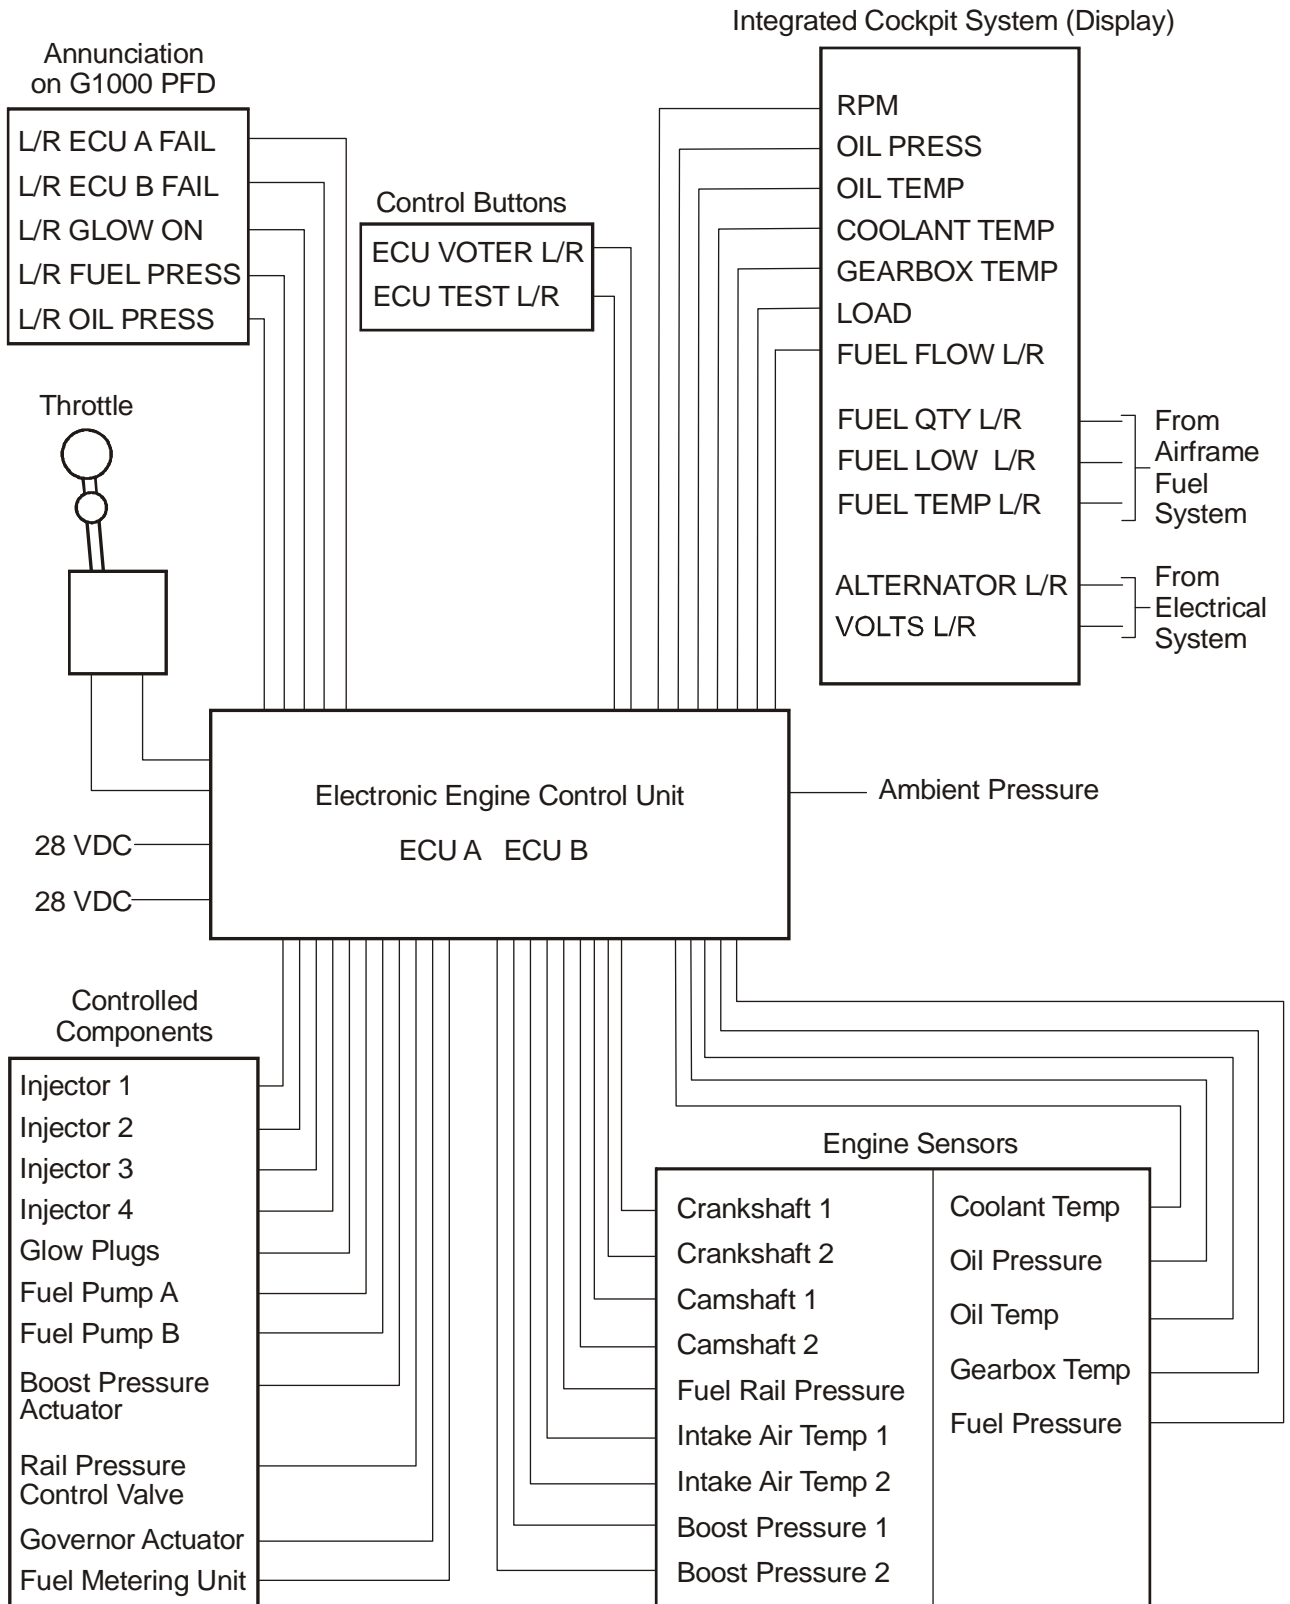 Integrated Cockpit System (Display)
Annunciation
on G1000 PFD
L/R ECU A FAIL
L/R ECU B FAIL
L/R GLOW ON
L/R FUEL PRESS
L/R OIL PRESS
Control Buttons
ECU VOTER L/R
ECU TEST L/R
RPM
OIL PRESS
OIL TEMP
COOLANT TEMP
GEARBOX TEMP
LOAD
FUEL FLOW L/R
FUEL QTY L/R
FUEL LOW L/R
FUEL TEMP L/R
From
Airframe
Fuel
System
ALTERNATOR L/R
VOLTS L/R
From
Electrical
System
Throttle
Electronic Engine Control Unit
ECU A ECU B
Ambient Pressure
28 VDC
28 VDC
Controlled
Components
Injector 1
Injector 2
Injector 3
Injector 4
Glow Plugs
Fuel Pump A
Fuel Pump B
Boost Pressure
Actuator
Rail Pressure
Control Valve
Governor Actuator
Fuel Metering Unit
Engine Sensors
Crankshaft 1
Crankshaft 2
Camshaft 1
Camshaft 2
Fuel Rail Pressure
Intake Air Temp 1
Intake Air Temp 2
Boost Pressure 1
Boost Pressure 2
Coolant Temp
Oil Pressure
Oil Temp
Gearbox Temp
Fuel Pressure